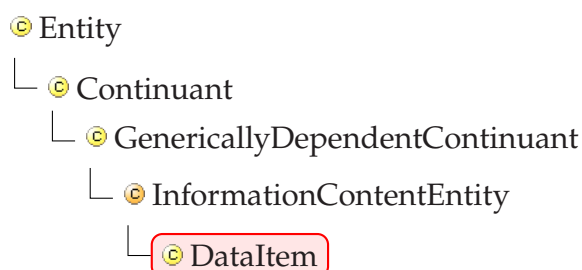 C Entity
C Continuant
C GenericallyDependentContinuant
C InformationContentEntity
C DataItem